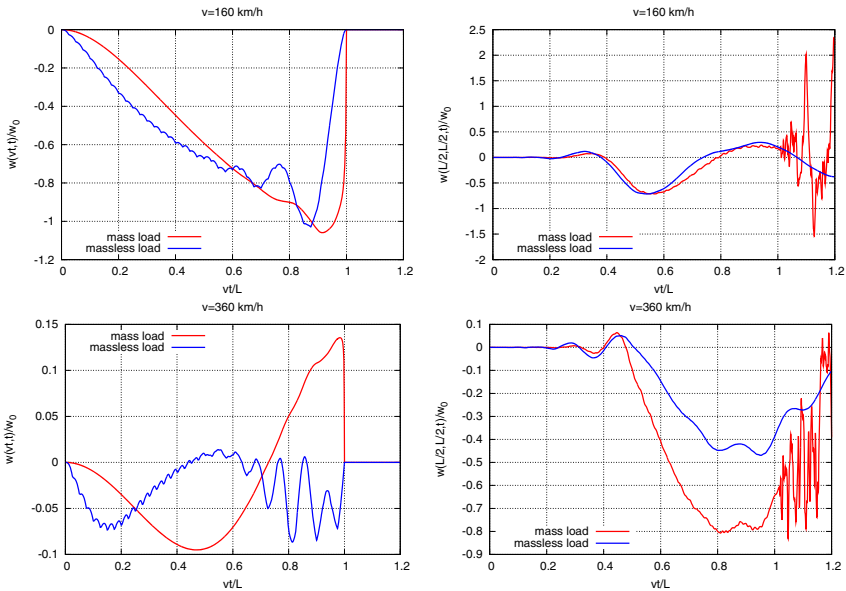 v=160 km/h
0
-0.2
-0.4
-0.6
-0.8
-1
-1.2
w(vt,t)/w0
mass load
massless load
0 0.2 0.4 0.6 0.8 1 1.2
vt/L
v=160 km/h
2.5
2
1.5
1
0.5
0
-0.5
-1
-1.5
-2
w(L/2,L/2,t)/w0
mass load
massless load
0 0.2 0.4 0.6 0.8 1 1.2
vt/L
v=360 km/h
0.15
0.1
0.05
0
-0.05
-0.1
w(vt,t)/w0
mass load
massless load
0 0.2 0.4 0.6 0.8 1 1.2
vt/L
v=360 km/h
0.1
0
-0.1
-0.2
-0.3
-0.4
-0.5
-0.6
-0.7
-0.8
-0.9
w(L/2,L/2,t)/w0
mass load
massless load
0 0.2 0.4 0.6 0.8 1 1.2
vt/L